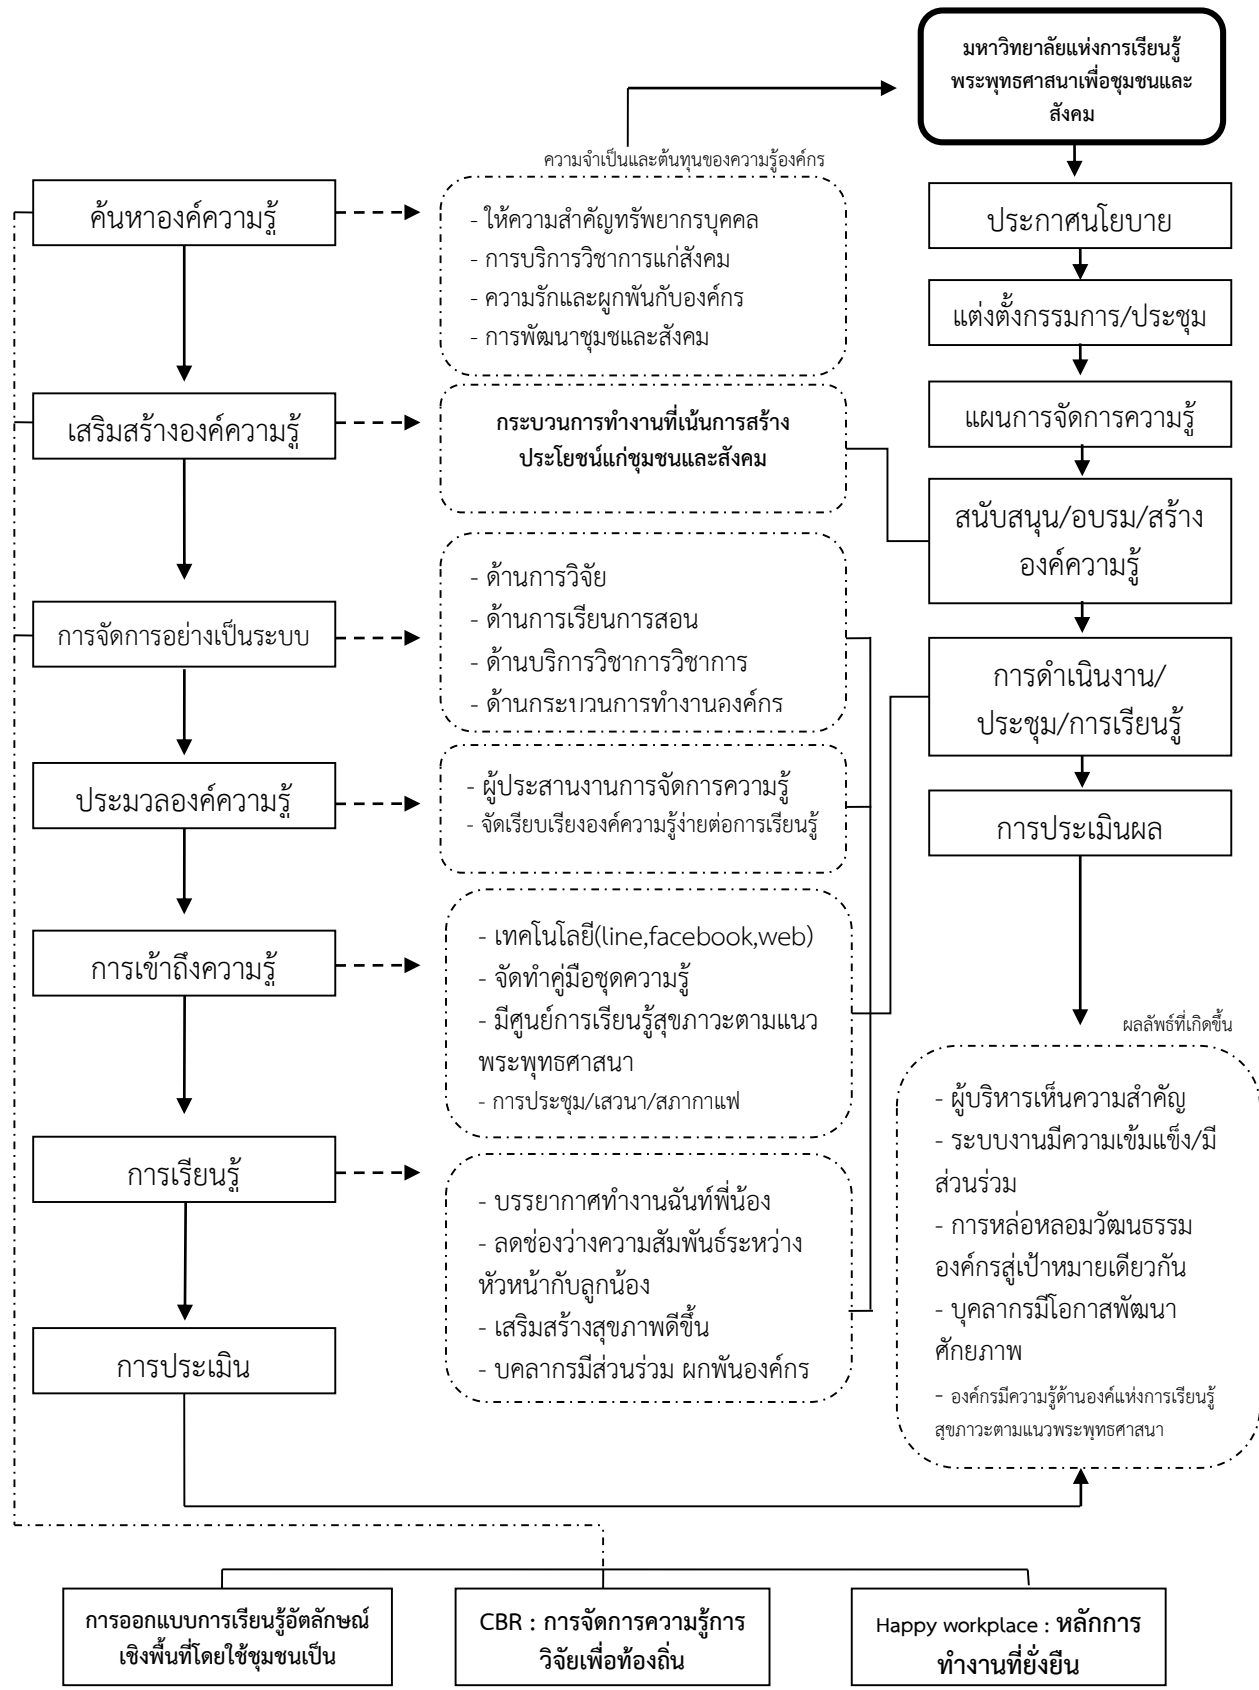 มหาวิทยาลัยแห่งการเรียนรู้
พระพุทธศาสนาเพื่อชุมชนและ
สังคม
ความจำเป็นและต้นทุนของความรู้องค์กร
ค้นหาองค์ความรู้
- ให้ความสำคัญทรัพยากรบุคคล
- การบริการวิชาการแก่สังคม
- ความรักและผูกพันกับองค์กร
- การพัฒนาชุมชและสังคม
ประกาศนโยบาย
แต่งตั้งกรรมการ/ประชุม
เสริมสร้างองค์ความรู้
กระบวนการทำงานที่เน้นการสร้าง
ประโยชน์แก่ชุมชนและสังคม
แผนการจัดการความรู้
สนับสนุน/อบรม/สร้าง
องค์ความรู้
การจัดการอย่างเป็นระบบ
- ด้านการวิจัย
- ด้านการเรียนการสอน
- ด้านบริการวิชาการวิชาการ
- ด้านกระบวนการทำงานองค์กร
การดำเนินงาน/
ประชุม/การเรียนรู้
ประมวลองค์ความรู้
- ผู้ประสานงานการจัดการความรู้
- จัดเรียบเรียงองค์ความรู้ง่ายต่อการเรียนรู้
การประเมินผล
การเข้าถึงความรู้
- เทคโนโลยี(line,facebook,web)
- จัดทำคู่มือชุดความรู้
- มีศูนย์การเรียนรู้สุขภาวะตามแนว
พระพุทธศาสนา
- การประชุม/เสวนา/สภากาแฟ
ผลลัพธ์ที่เกิดขึ้น
การเรียนรู้
- บรรยากาศทำงานฉันท์พี่น้อง
- ลดช่องว่างความสัมพันธ์ระหว่าง
หัวหน้ากับลูกน้อง
- เสริมสร้างสุขภาพดีขึ้น
- บุคลากรมีส่วนร่วม ผูกพันองค์กร
- ผู้บริหารเห็นความสำคัญ
- ระบบงานมีความเข้มแข็ง/มี
ส่วนร่วม
- การหล่อหลอมวัฒนธรรม
องค์กรสู่เป้าหมายเดียวกัน
- บุคลากรมีโอกาสพัฒนา
ศักยภาพ
- องค์กรมีความรู้ด้านองค์แห่งการเรียนรู้
สุขภาวะตามแนวพระพุทธศาสนา
การประเมิน
การออกแบบการเรียนรู้อัตลักษณ์
เชิงพื้นที่โดยใช้ชุมชนเป็น
CBR : การจัดการความรู้การ
วิจัยเพื่อท้องถิ่น
Happy workplace : หลักการ
ทำงานที่ยั่งยืน